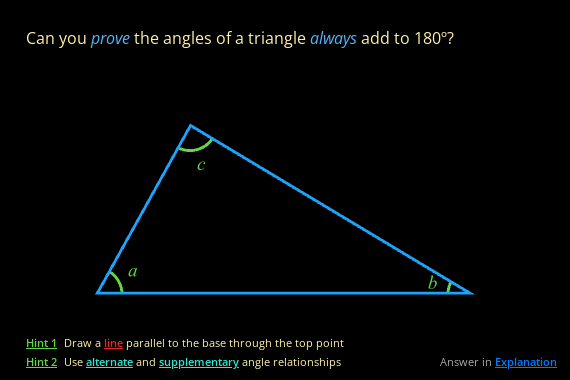 Can you prove the angles of a triangle always add to 180º?
c
a
b
Hint 1 Draw a line parallel to the base through the top point
Hint 2 Use alternate and supplementary angle relationships
Answer in Explanation